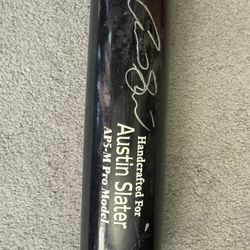 Handcrafted For
Austin Slater
AP5-M Pro Model